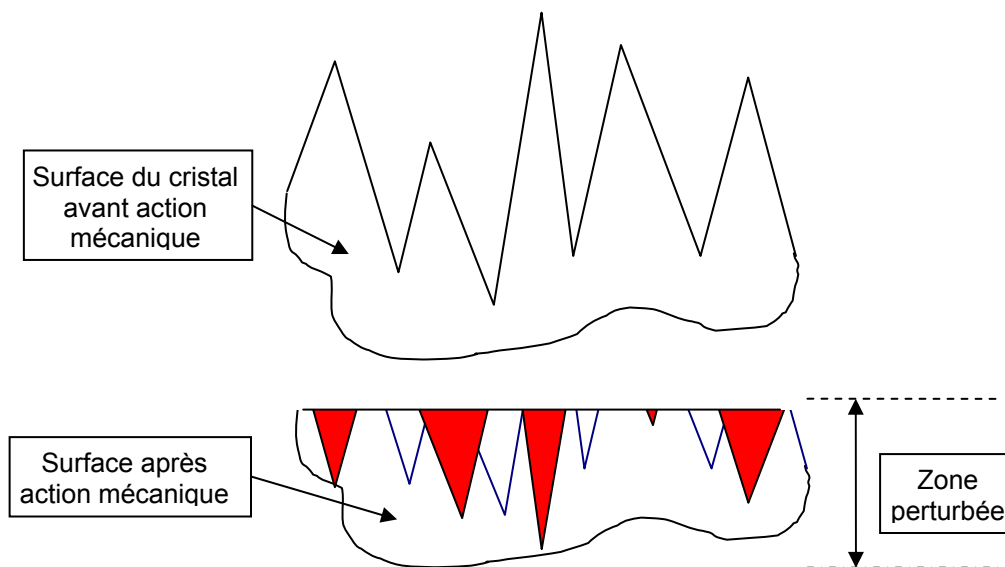 Surface du cristal
avant action
mécanique
Surface après
action mécanique
Zone
perturbée